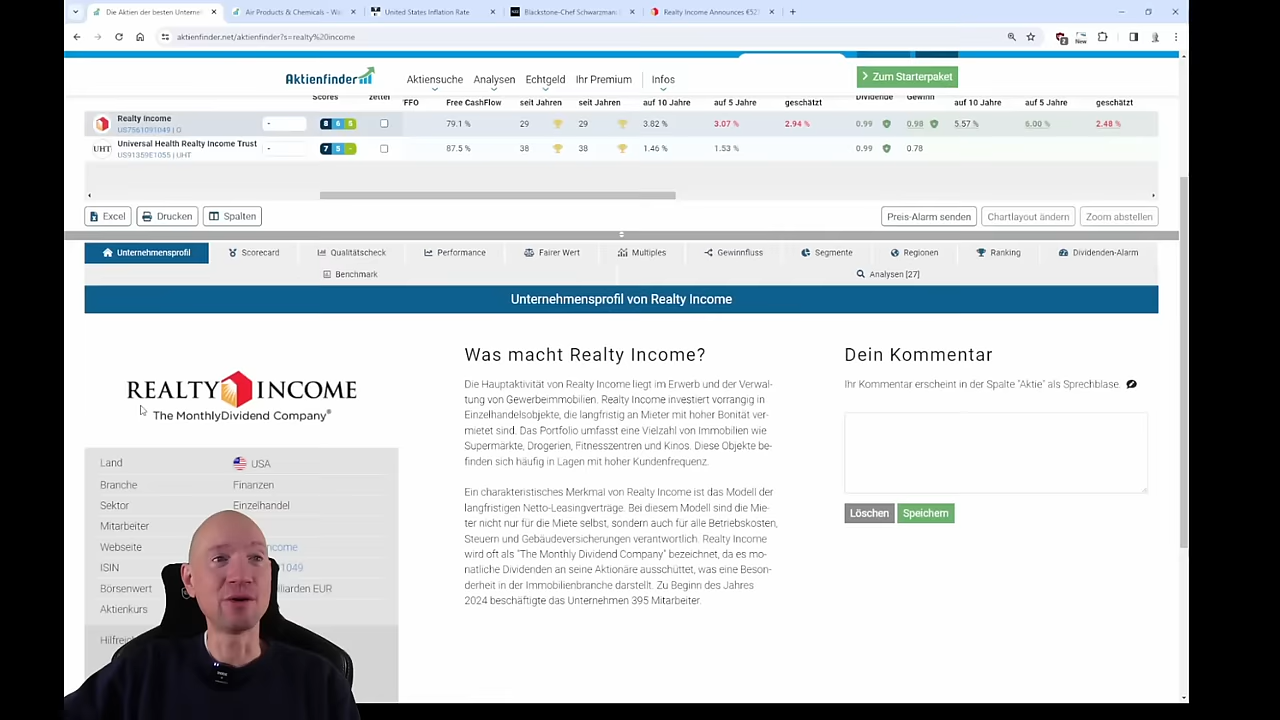 Die Aktien der besten Unterneh
Air Products & Chemicals - We
United States Inflation Rate
Blackstone-Chef Schwarzman:
Realty Income Announces €52
aktienfinder.net/aktienfinder?s=realty%20income
New
Aktienfinder
Aktiensuche
Analysen
Echtgeld
Ihr Premium
Infos
Zum Starterpaket
Scores
zettel
FFO
Free CashFlow
seit Jahren
seit Jahren
auf 10 Jahre
auf 5 Jahre
geschätzt
Dividende
Gewinn
auf 10 Jahre
auf 5 Jahre
geschätzt
Realty Income
US7561091049 | O
- 8 6 79.1 % 29 29 3.82 % 3.07 % 2.94 % 0.99 0.98 5.57 % 6.00 % 2.48 %
UHT
Universal Health Realty Income Trust
US91359E1055 | UHT
- 7 5 - 87.5 % 38 38 1.46 % 1.53 % 0.99 0.78
Excel
Drucken
Spalten
Preis-Alarm senden
Chartlayout ändern
Zoom abstellen
Unternehmensprofil
Scorecard
Qualitätscheck
Performance
Fairer Wert
Multiples
Gewinnfluss
Segmente
Regionen
Ranking
Dividenden-Alarm
Benchmark
Analysen [27]
Unternehmensprofil von Realty Income
REALTY INCOME
The Monthly Dividend Company®
Land USA
Branche Finanzen
Sektor Einzelhandel
Mitarbeiter
Webseite ncome
ISIN 1049
Börsenwert lliarden EUR
Aktienkurs
Hilfreic
Was macht Realty Income?
Die Hauptaktivität von Realty Income liegt im Erwerb und der Verwal-
tung von Gewerbeimmobilien. Realty Income investiert vorrangig in
Einzelhandelsobjekte, die langfristig an Mieter mit hoher Bonität ver-
mietet sind. Das Portfolio umfasst eine Vielzahl von Immobilien wie
Supermärkte, Drogerien, Fitnesszentren und Kinos. Diese Objekte be-
finden sich häufig in Lagen mit hoher Kundenfrequenz.
Ein charakteristisches Merkmal von Realty Income ist das Modell der
langfristigen Netto-Leasingverträge. Bei diesem Modell sind die Mie-
ter nicht nur für die Miete selbst, sondern auch für alle Betriebskosten,
Steuern und Gebäudeversicherungen verantwortlich. Realty Income
wird oft als "The Monthly Dividend Company" bezeichnet, da es mo-
natliche Dividenden an seine Aktionäre ausschüttet, was eine Beson-
derheit in der Immobilienbranche darstellt. Zu Beginn des Jahres
2024 beschäftigte das Unternehmen 395 Mitarbeiter.
Dein Kommentar
Ihr Kommentar erscheint in der Spalte "Aktie" als Sprechblase.
Löschen
Speichern